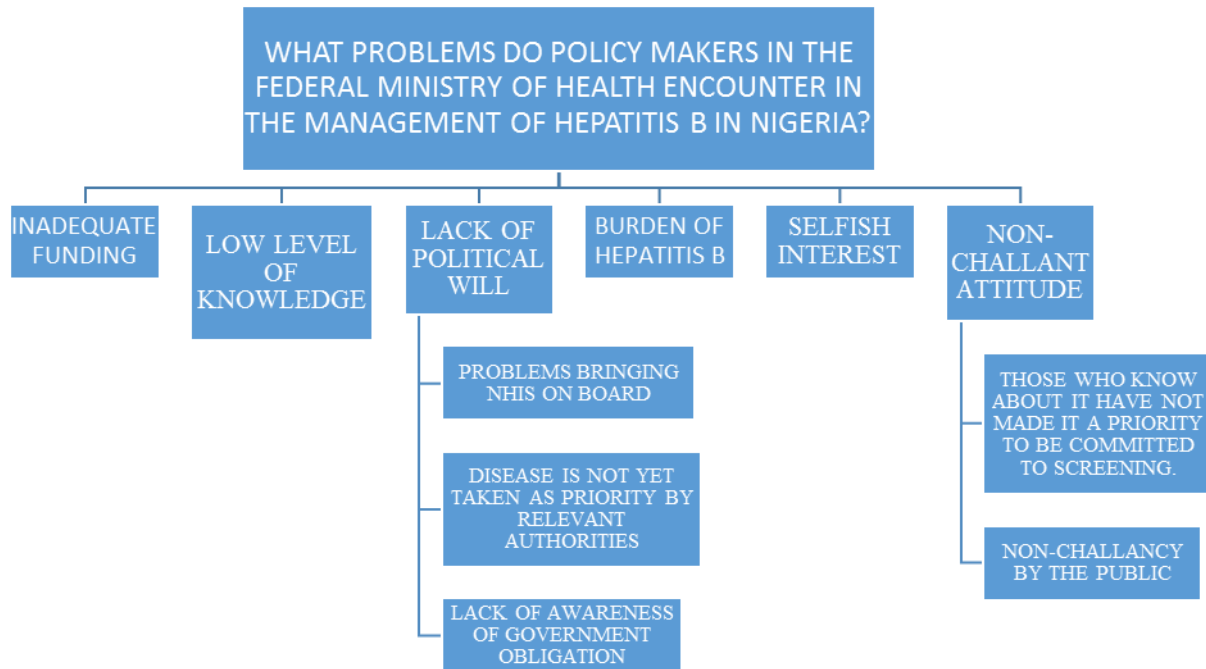 WHAT PROBLEMS DO POLICY MAKERS IN THE
FEDERAL MINISTRY OF HEALTH ENCOUNTER IN
THE MANAGEMENT OF HEPATITIS B IN NIGERIA?
INADEQUATE
FUNDING
LOW LEVEL
OF
KNOWLEDGE
LACK OF
POLITICAL
WILL
BURDEN OF
HEPATITIS B
SELFISH
INTEREST
NON-
CHALLANT
ATTITUDE
PROBLEMS BRINGING
NHIS ON BOARD
DISEASE IS NOT YET
TAKEN AS PRIORITY BY
RELEVANT
AUTHORITIES
LACK OF AWARENESS
OF GOVERNMENT
OBLIGATION
THOSE WHO KNOW
ABOUT IT HAVE NOT
MADE IT A PRIORITY
TO BE COMMITTED
TO SCREENING.
NON-CHALLANCY
BY THE PUBLIC